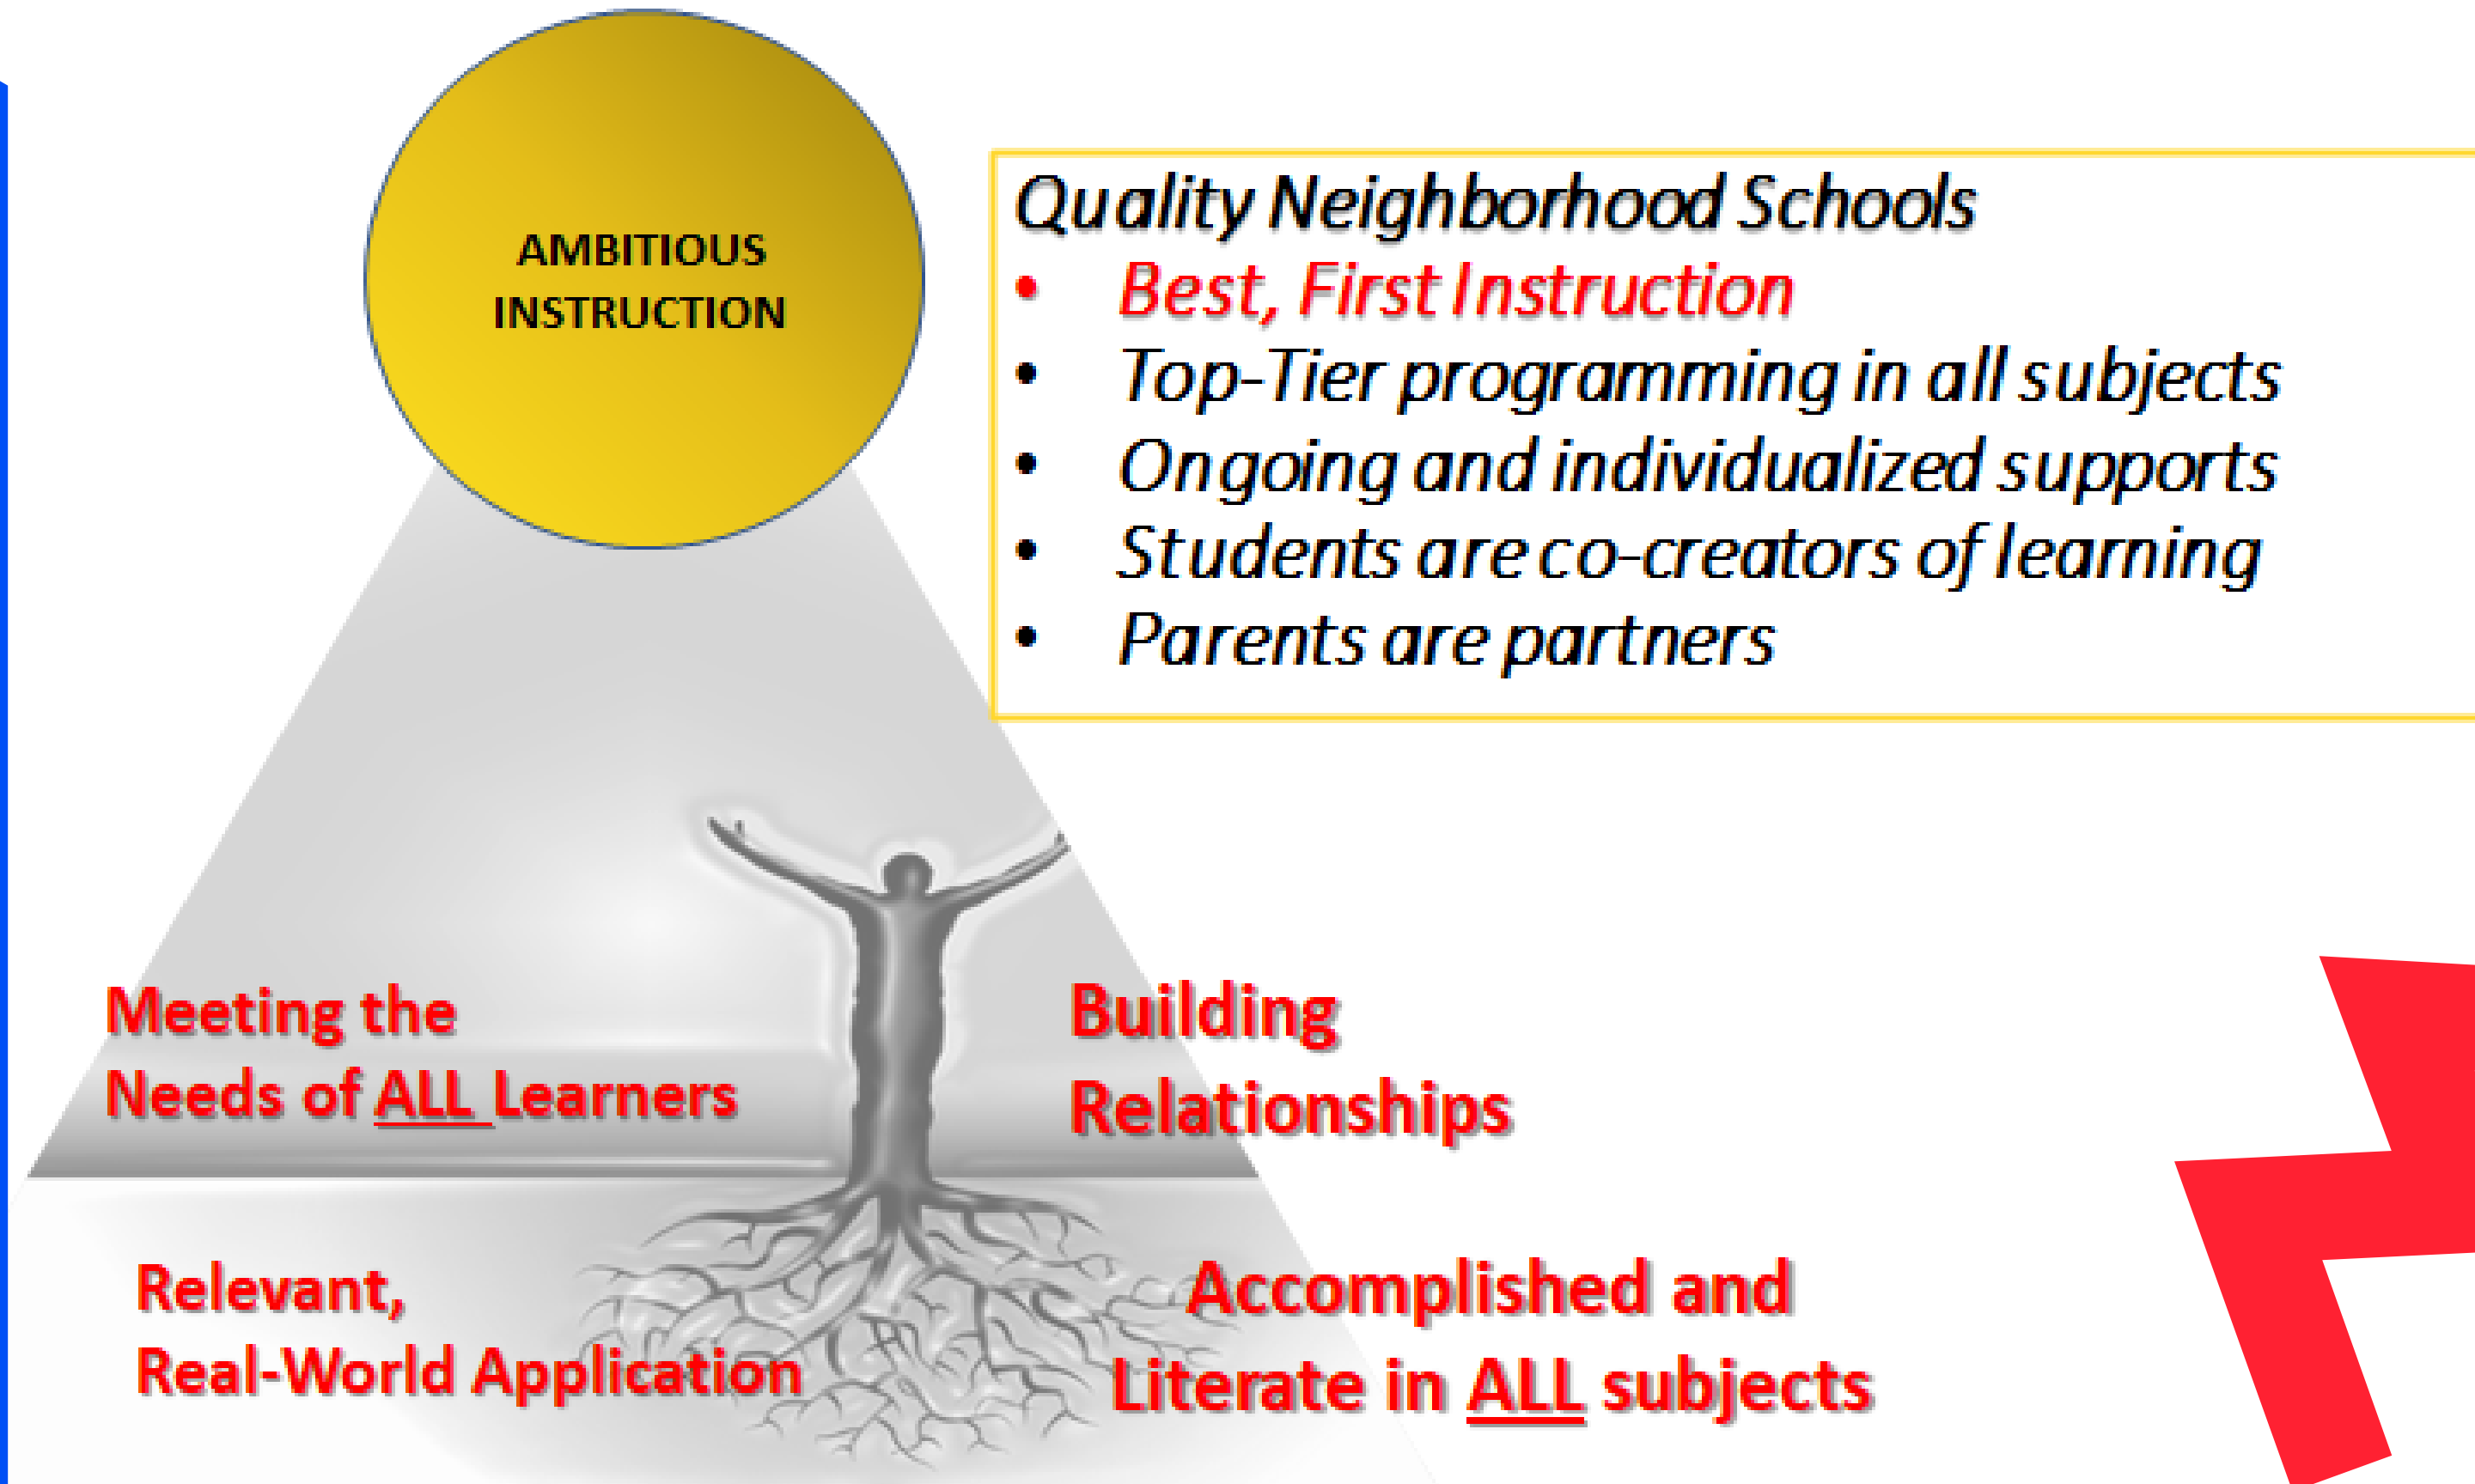 AMBITIOUS
INSTRUCTION
Quality Neighborhood Schools
• Best, First Instruction
• Top-Tier programming in all subjects
• Ongoing and individualized supports
• Students are co-creators of learning
• Parents are partners
Meeting the
Needs of ALL Learners
Building
Relationships
Relevant,
Real-World Application
Accomplished and
Literate in ALL subjects